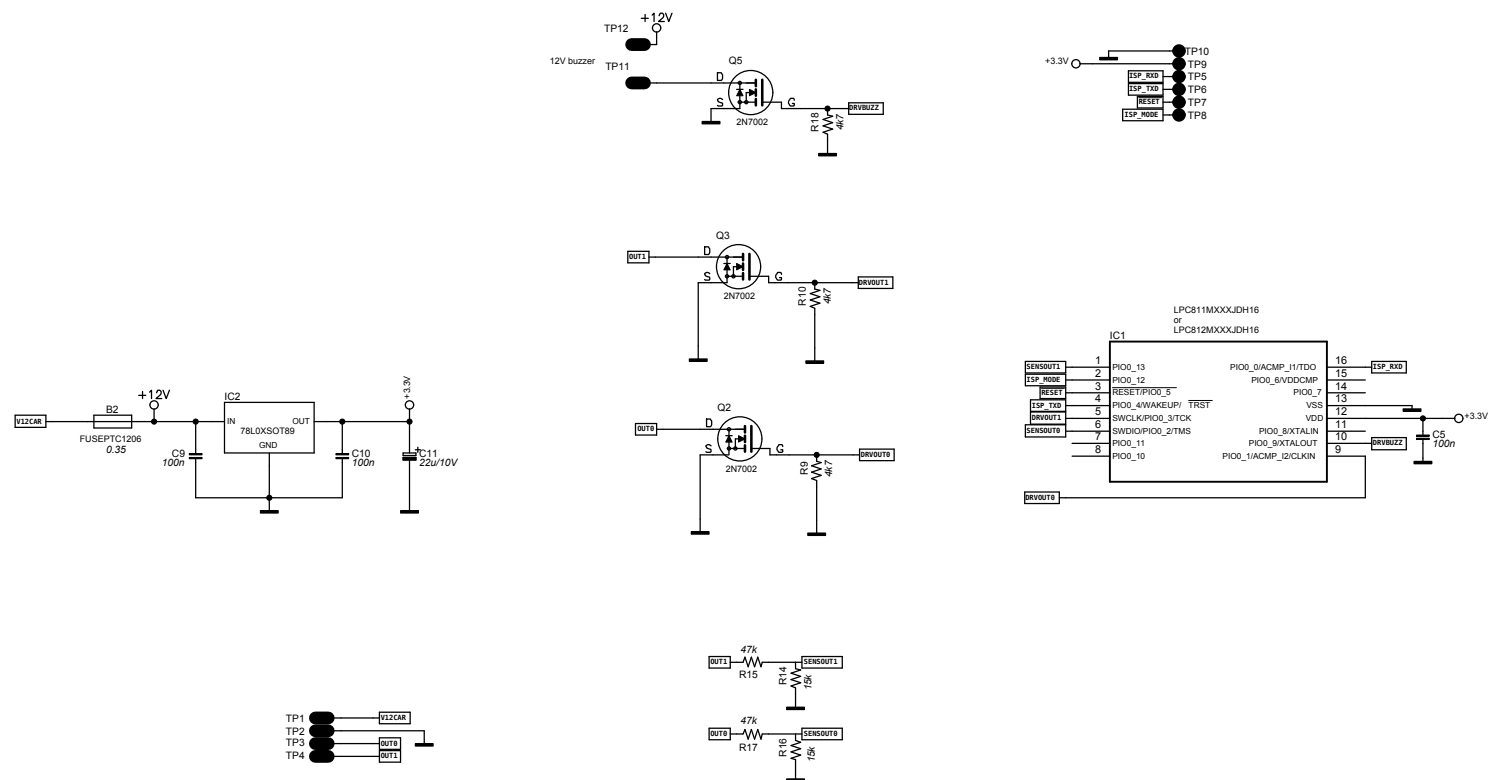 +12V
TP12
12V buzzer
TP11
D
Q5
S
G
2N7002
DRVBUZZ
R18
4k7
+3.3V
TP10
TP9
ISP_RXD
TP5
ISP_TXD
TP6
RESET
TP7
ISP_MODE
TP8
Q3
OUT1
D
S
G
2N7002
DRVOUT1
R10
4k7
V12CAR
B2
FUSEPTC1206
0.35
+12V
C9
100n
IC2
IN
OUT
78L0XSOT89
GND
C10
100n
+3.3V
+
C11
22u/10V
Q2
OUT0
D
S
G
2N7002
DRVOUT0
R9
4k7
LPC811MXXXJDH16
or
LPC812MXXXJDH16
IC1
SENSOUT1 1 PIO0_13
ISP_MODE 2 PIO0_12
RESET 3 RESET/PIO0_5
ISP_TXD 4 PIO0_4/WAKEUP/ TRST
DRVOUT1 5 SWCLK/PIO0_3/TCK
SENSOUT0 6 SWDIO/PIO0_2/TMS
7 PIO0_11
8 PIO0_10
PIO0_0/ACMP_I1/TDO 16 ISP_RXD
PIO0_6/VDDCMP 15
PIO0_7 14
VSS 13
VDD 12 +3.3V
PIO0_8/XTALIN 11
PIO0_9/XTALOUT 10 DRVBUZZ
PIO0_1/ACMP_I2/CLKIN 9
C5
100n
DRVOUT0
TP1 V12CAR
TP2
TP3 OUT0
TP4 OUT1
47k
OUT1
R15
SENSOUT1
R14
15k
47k
OUT0
R17
SENSOUT0
R16
15k